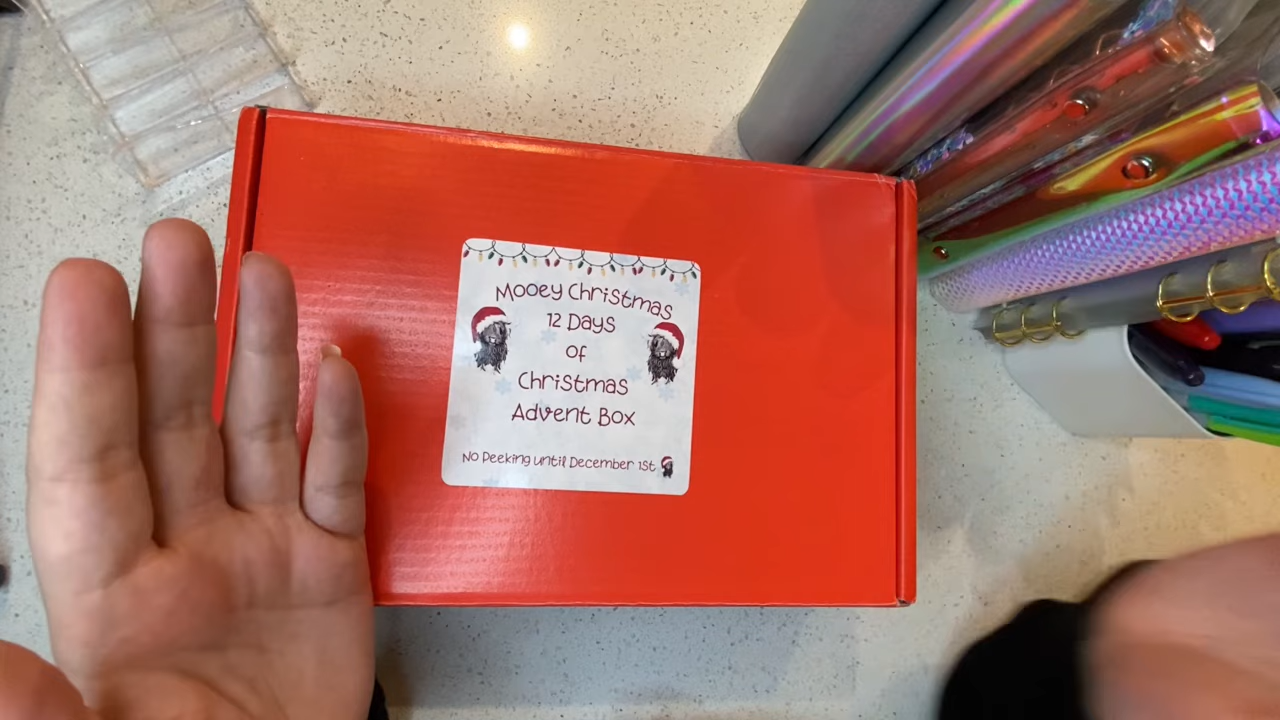 Mooey Christmas
12 Days
of
Christmas
Advent Box
No Peeking until December 1st